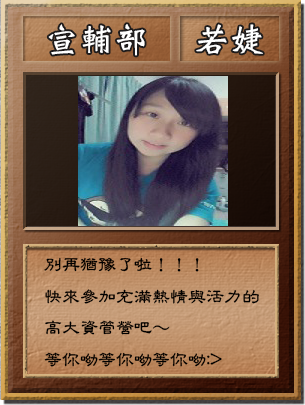 宣輔部 若婕
別再猶豫了啦！！！
快來參加充滿熱情與活力的
高大資管營吧～
等你呦等你呦等你呦:>